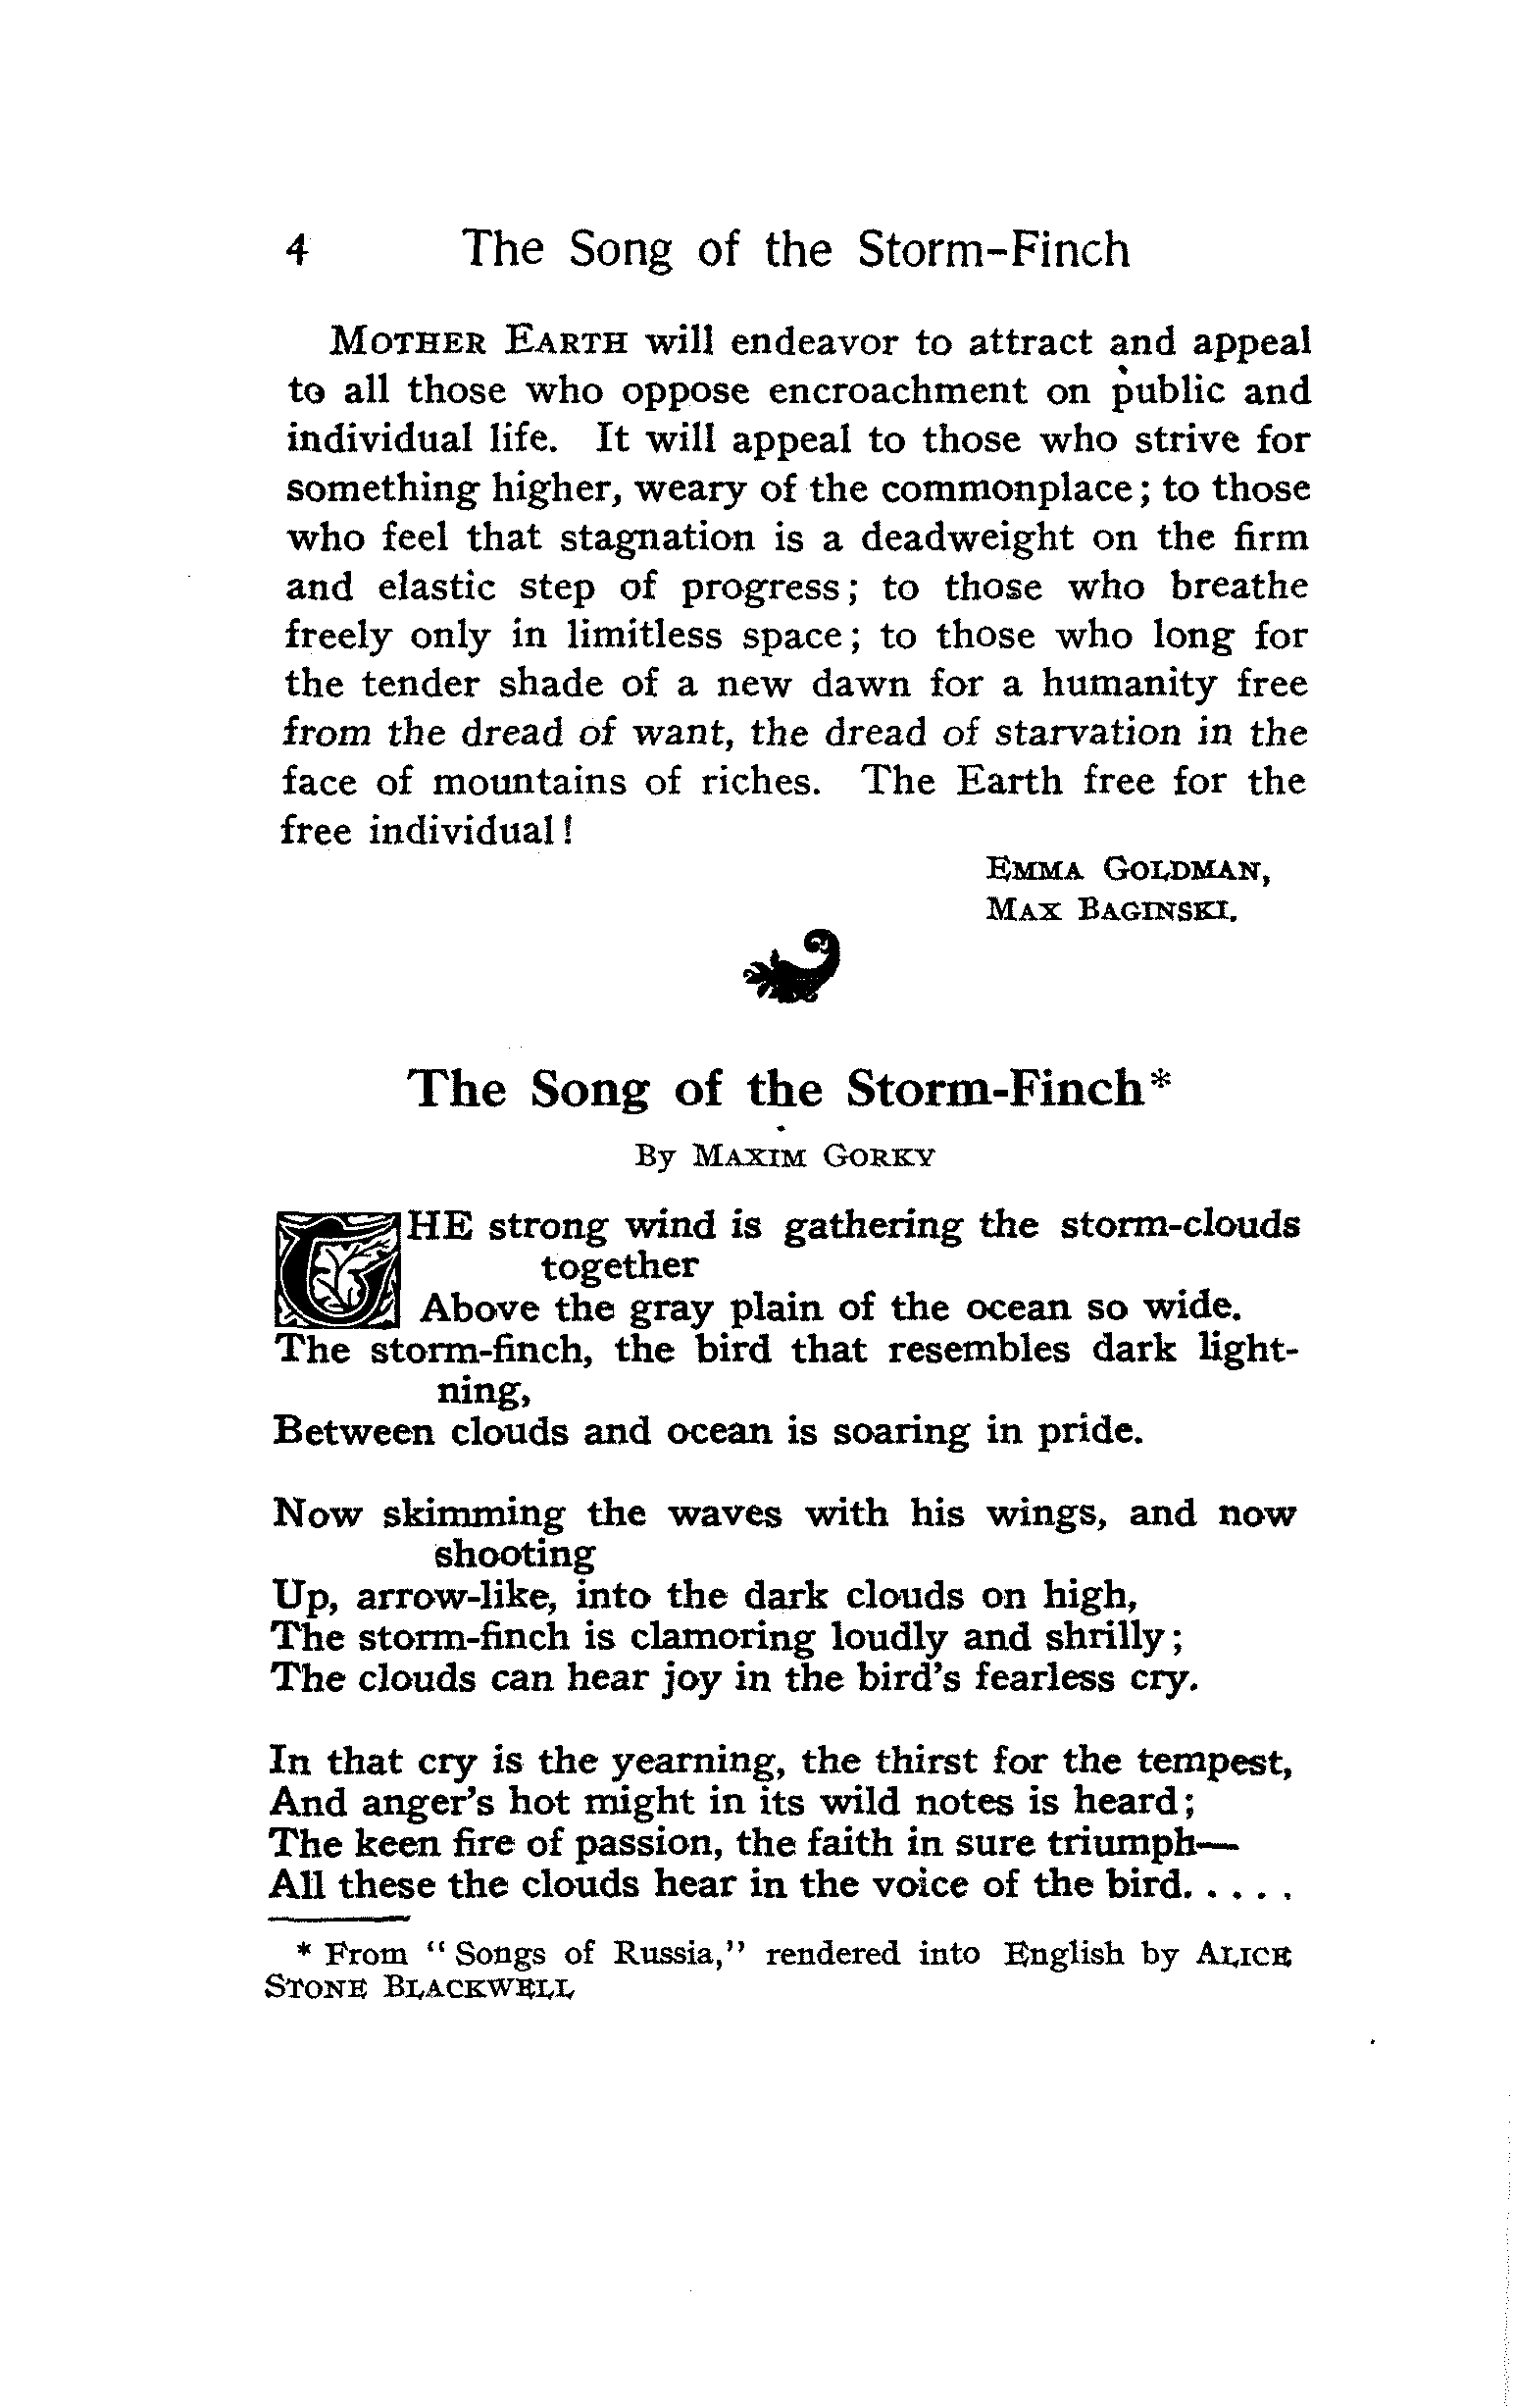 4 The Song of the Storm-Finch
MOTHER EARTH will endeavor to attract and appeal
to all those who oppose encroachment on public and
individual life. It will appeal to those who strive for
something higher, weary of the commonplace; to those
who feel that stagnation is a deadweight on the firm
and elastic step of progress; to those who breathe
freely only in limitless space; to those who long for
the tender shade of a new dawn for a humanity free
from the dread of want, the dread of starvation in the
face of mountains of riches. The Earth free for the
free individual!
EMMA GOLDMAN,
MAX BAGINSKI.
The Song of the Storm-Finch*
By MAXIM GORKY
THE strong wind is gathering the storm-clouds
together
Above the gray plain of the ocean so wide.
The storm-finch, the bird that resembles dark light-
ning,
Between clouds and ocean is soaring in pride.
Now skimming the waves with his wings, and now
shooting
Up, arrow-like, into the dark clouds on high,
The storm-finch is clamoring loudly and shrilly;
The clouds can hear joy in the bird's fearless cry.
In that cry is the yearning, the thirst for the tempest,
And anger's hot might in its wild notes is heard;
The keen fire of passion, the faith in sure triumph—
All these the clouds hear in the voice of the bird.....
* From "Songs of Russia," rendered into English by ALICE
STONE BLACKWELL